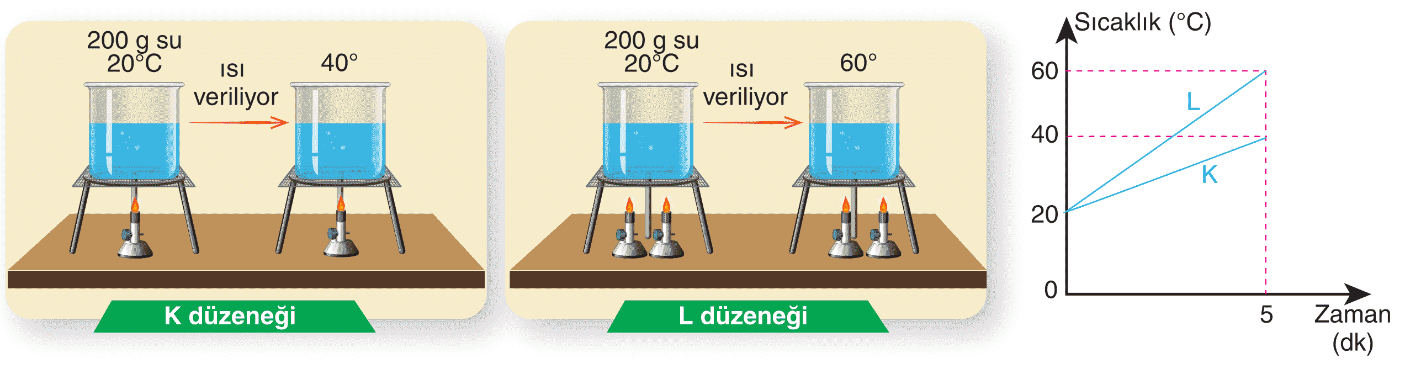 200 g su
20°C
ısı
veriliyor
40°
K düzeneği
200 g su
20°C
ısı
veriliyor
60°
L düzeneği
Sıcaklık (°C)
60
L
40
K
20
0
5
Zaman
(dk)